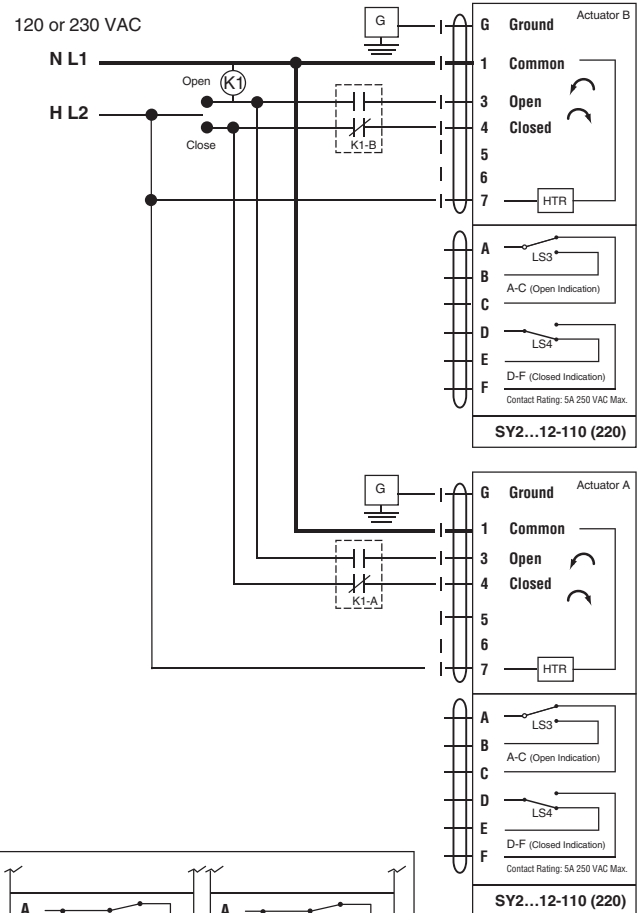 120 or 230 VAC
N L1
H L2
Open
K1
Close
K1-B
G
Actuator B
G Ground
1 Common
3 Open
4 Closed
5
6
7
HTR
A
LS3
B
A-C (Open Indication)
C
D
LS4
E
D-F (Closed Indication)
F
Contact Rating: 5A 250 VAC Max.
SY2…12-110 (220)
G
Actuator A
G Ground
1 Common
3 Open
4 Closed
K1-A
5
6
7
HTR
A
LS3
B
A-C (Open Indication)
C
D
LS4
E
D-F (Closed Indication)
F
Contact Rating: 5A 250 VAC Max.
SY2…12-110 (220)
A A